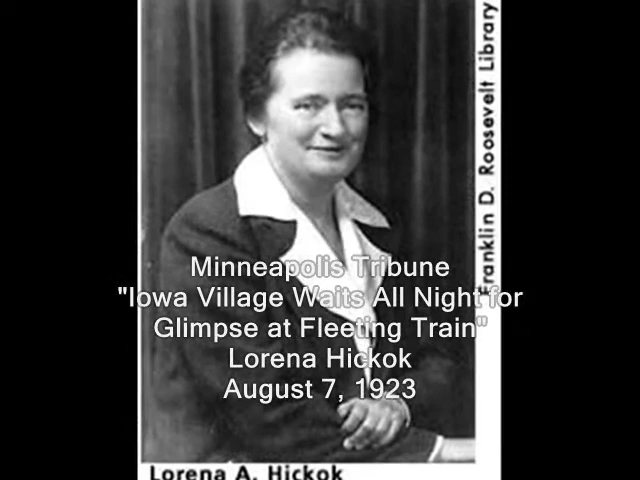 Franklin D. Roosevelt Library
Minneapolis Tribune
"Iowa Village Waits All Night for
Glimpse at Fleeting Train"
Lorena Hickok
August 7, 1923
Lorena A. Hickok